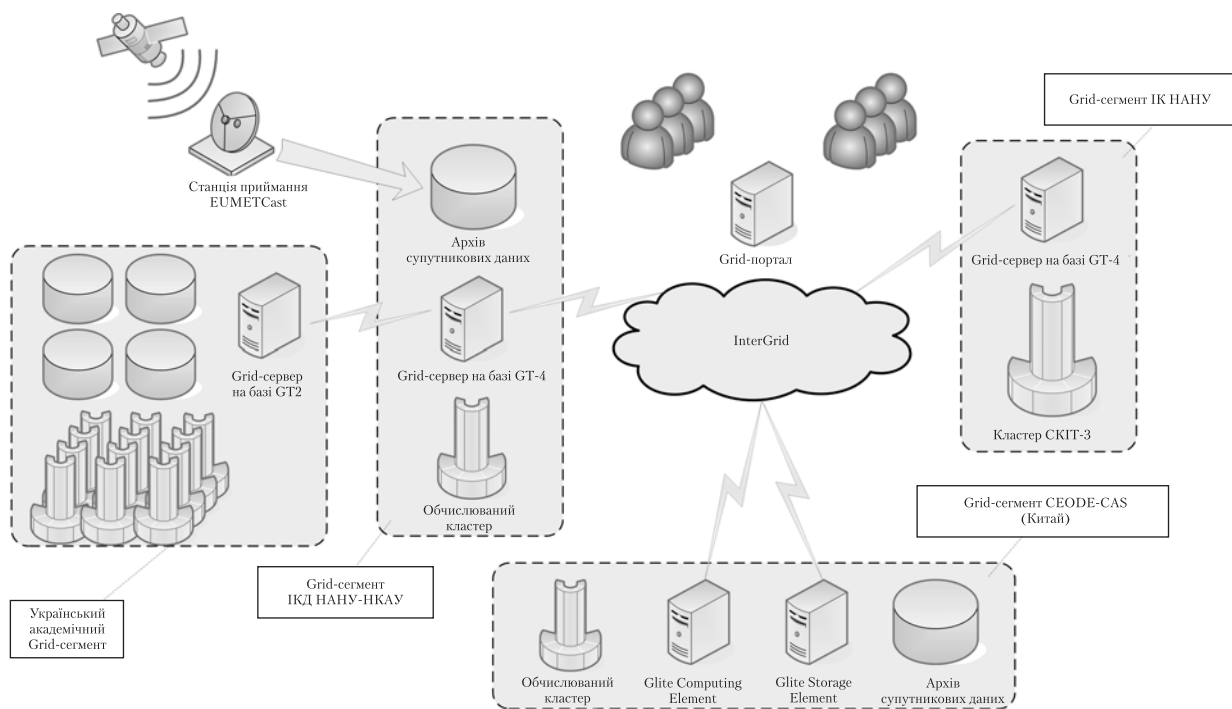 Grid-сегмент ІК НАНУ
Станція приймання
EUMETCast
Архів
супутникових даних
Grid-портал
Grid-сервер на базі GT-4
InterGrid
Grid-сервер
на базі GT2
Grid-сервер на базі GT-4
Кластер СКІТ-3
Обчислюваний
кластер
Grid-сегмент CEODE-CAS
(Китай)
Grid-сегмент
ІКД НАНУ-НКАУ
Український
академічний
Grid-сегмент
Обчислюваний
кластер
Glite Computing
Element
Glite Storage
Element
Архів
супутникових даних